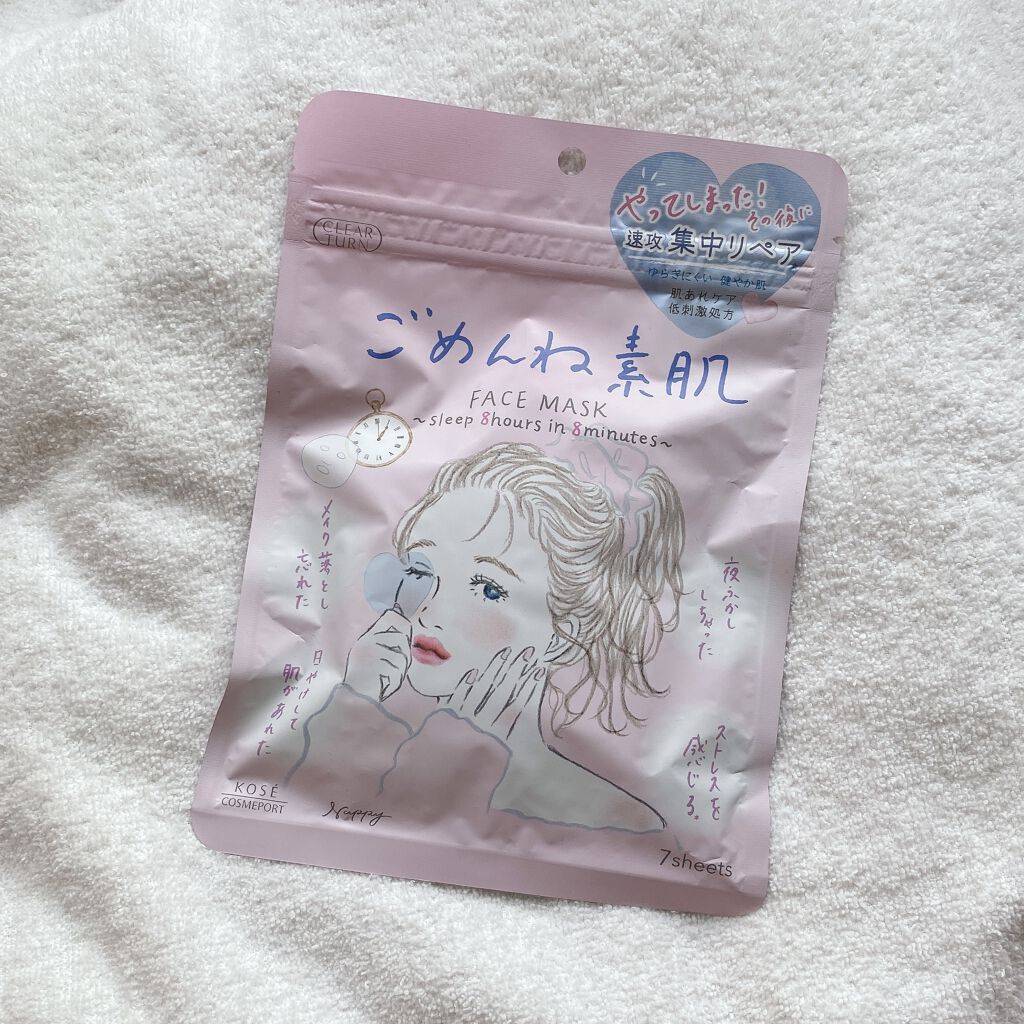 CLEAR
TURN
やってしまった!
その夜に
速攻 集中リペア
ゆらぎにくい 健やか肌
肌あれケア
低刺激処方
ごめんね素肌
FACE MASK
~sleep 8hours in 8minutes~
メイク落とし
忘れた
夜ふかし
しちゃった
日やけして
肌があれた
ストレスを
感じる。
KOSÉ
COSMEPORT
Nappy
7sheets